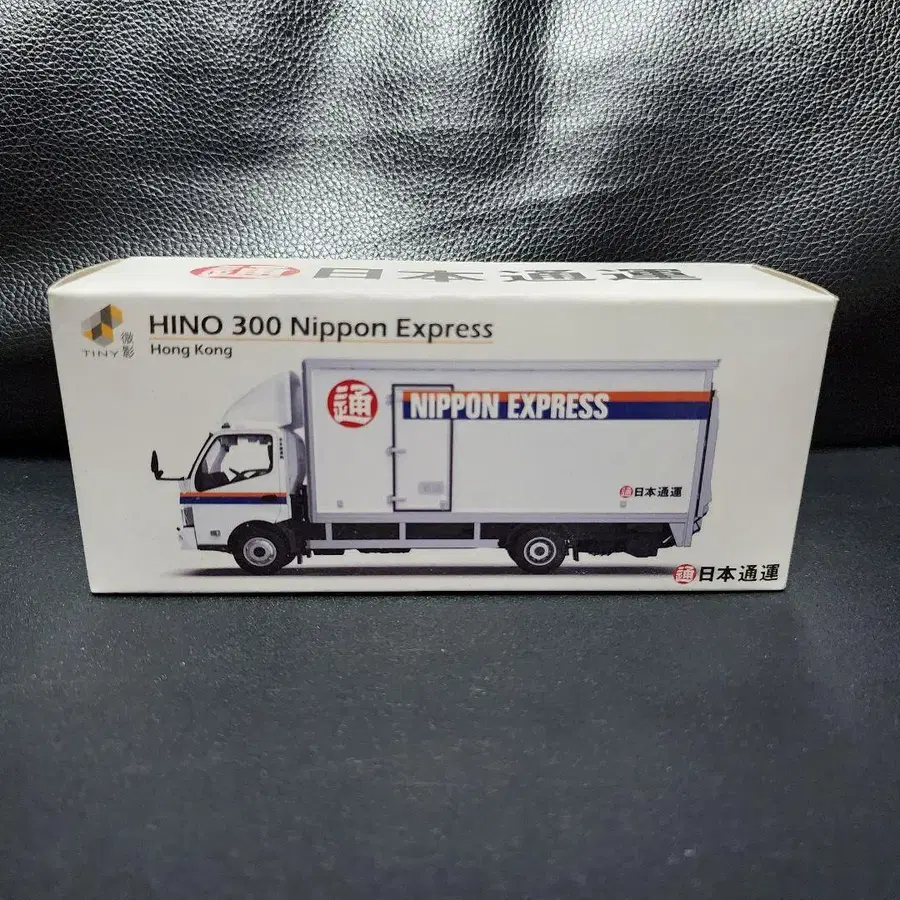 通 日本通運
TINY 微影
HINO 300 Nippon Express
Hong Kong
通 NIPPON EXPRESS
通 日本通運
通 日本通運